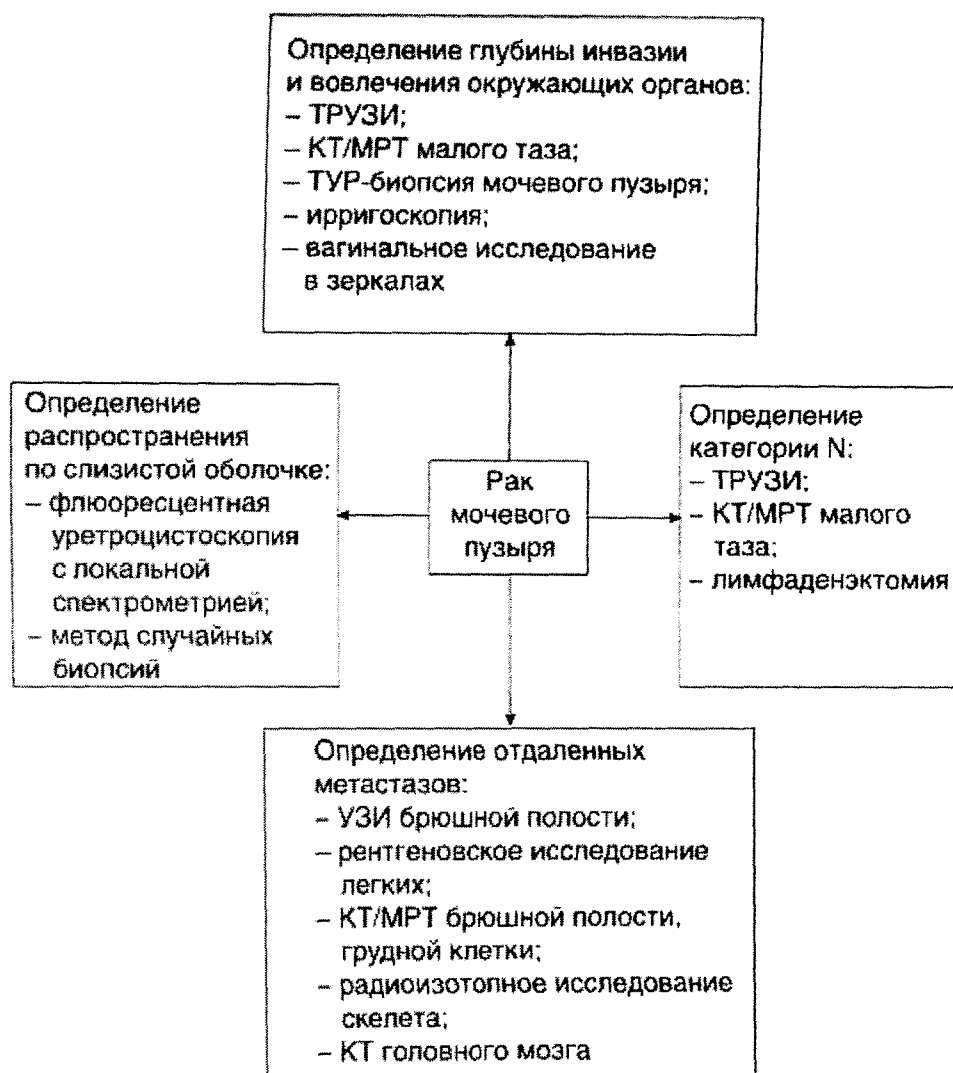 Определение глубины инвазии
и вовлечения окружающих органов:
– ТРУЗИ;
– КТ/МРТ малого таза;
– ТУР-биопсия мочевого пузыря;
– ирригоскопия;
– вагинальное исследование
в зеркалах
Определение
распространения
по слизистой оболочке:
– флюоресцентная
уретроцистоскопия
с локальной
спектрометрией;
– метод случайных
биопсий
Рак
мочевого
пузыря
Определение
категории N:
– ТРУЗИ;
– КТ/МРТ малого
таза;
– лимфаденэктомия
Определение отдаленных
метастазов:
– УЗИ брюшной полости;
– рентгеновское исследование
легких;
– КТ/МРТ брюшной полости,
грудной клетки;
– радиоизотопное исследование
скелета;
– КТ головного мозга